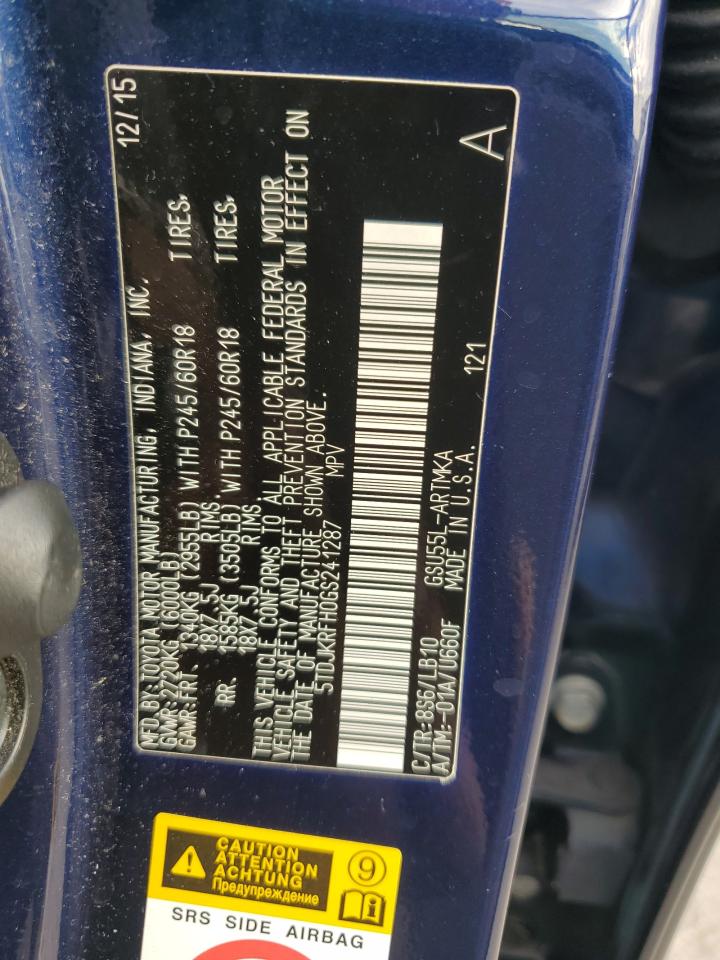 MFD. BY: TOYOTA MOTOR MANUFACTURING, INDIANA, INC. 12/15
GVWR: 2720KG (6000LB)
GAWR: FRT 1340KG (2955LB) WITH P245/60R18 TIRES,
18X7.5J RIMS.
RR. 1585KG (3505LB) WITH P245/60R18 TIRES,
18X7.5J RIMS
THIS VEHICLE CONFORMS TO ALL APPLICABLE FEDERAL MOTOR
VEHICLE SAFETY AND THEFT PREVENTION STANDARDS IN EFFECT ON
THE DATE OF MANUFACTURE SHOWN ABOVE.
5TDJKRFH0GS241287 MPV
C/TR: 8S6/LB10 GSU55L-ARTMKA 121 A
A/TM: -01A/U660F MADE IN U.S.A.
CAUTION
ATTENTION
ACHTUNG
Предупреждение
9
i
SRS SIDE AIRBAG